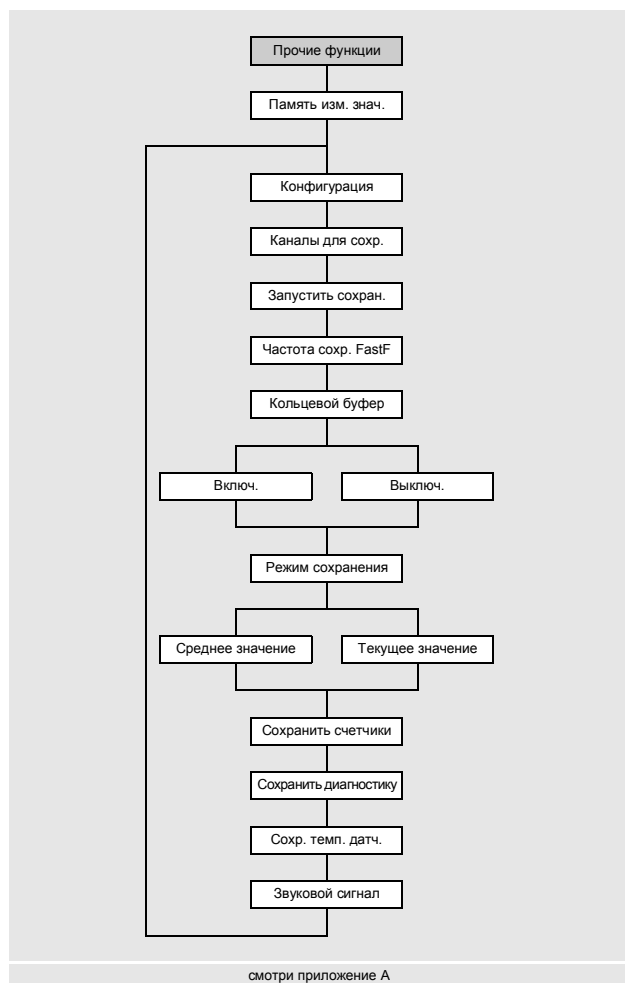 Прочие функции
Память изм. знач.
Конфигурация
Каналы для сохр.
Запустить сохран.
Частота сохр. FastF
Кольцевой буфер
Включ.
Выключ.
Режим сохранения
Среднее значение
Текущее значение
Сохранить счетчики
Сохранить диагностику
Сохр. темп. датч.
Звуковой сигнал
смотри приложение A